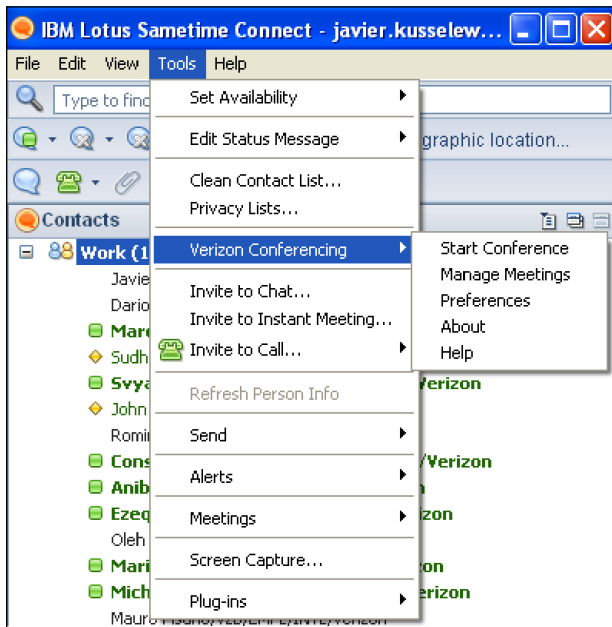 IBM Lotus Sametime Connect - javier.kusselew...
File Edit View Tools Help
Type to find
Set Availability
Edit Status Message
graphic location...
Clean Contact List...
Privacy Lists...
Contacts
Work (1
Verizon Conferencing
Start Conference
Manage Meetings
Preferences
About
Help
Javie
Invite to Chat...
Dario
Invite to Instant Meeting...
Marc
Invite to Call...
Sudh
Svya
Verizon
Refresh Person Info
John
Romi
Send
Cons
/Verizon
Alerts
Anib
Ezeq
izon
Meetings
Oleh
Mari
on
Screen Capture...
Mich
erizon
Plug-ins